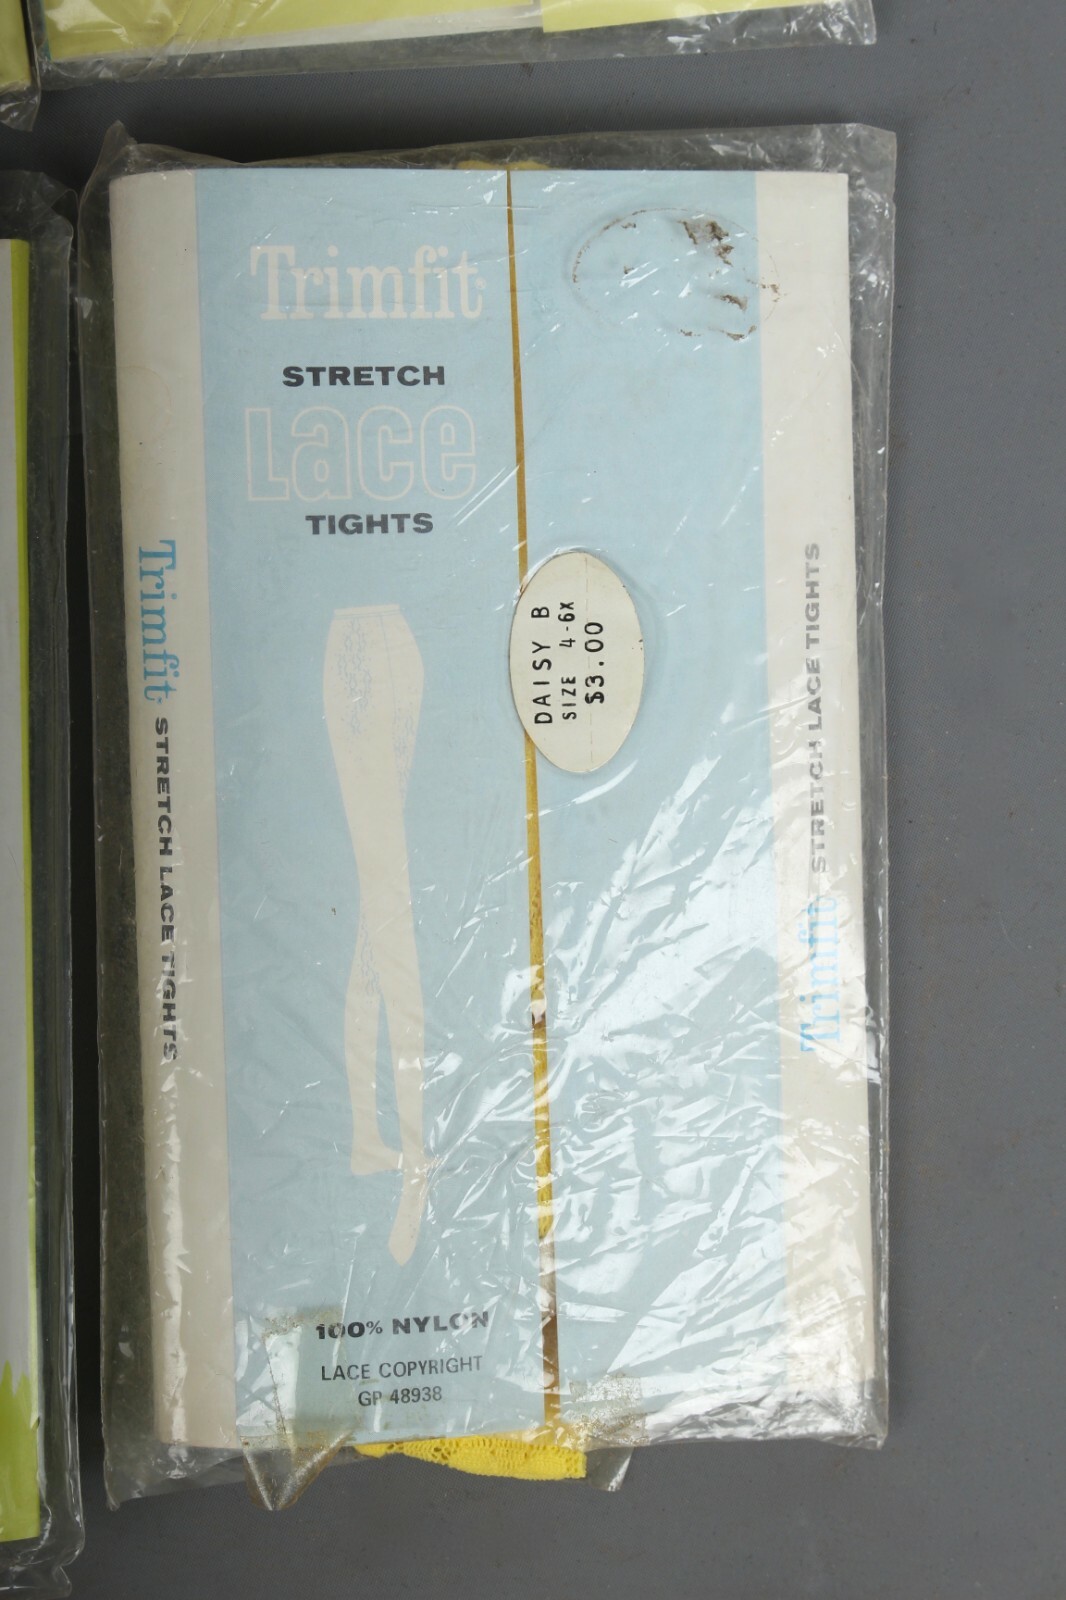 Trimfit
STRETCH
Lace
TIGHTS
DAISY B
SIZE 4-6X
$3.00
100% NYLON
LACE COPYRIGHT
GP 48938
Trimfit STRETCH LACE TIGHTS
Trimfit STRETCH LACE TIGHTS